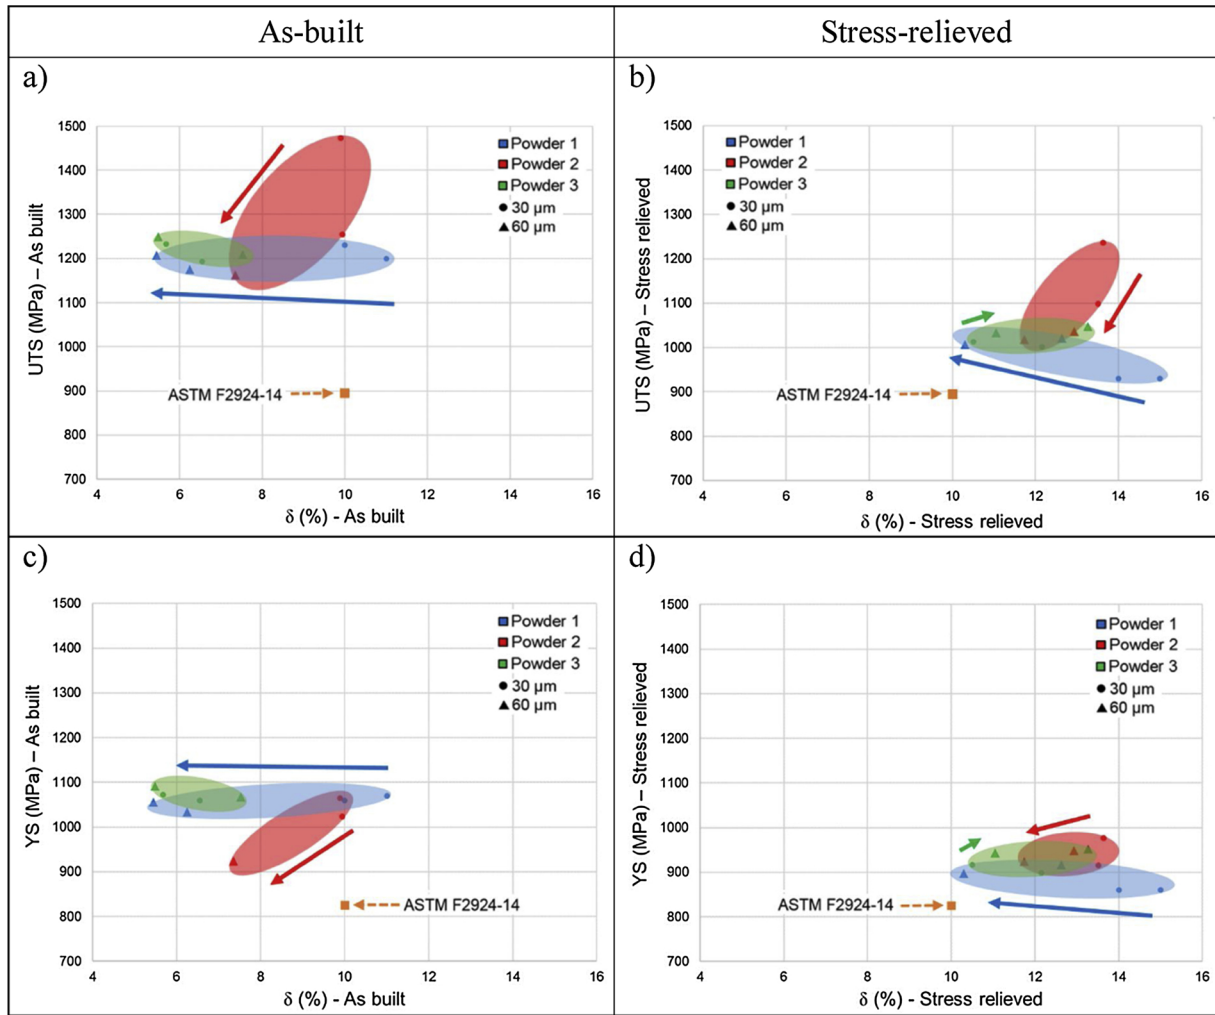 As-built
Stress-relieved
a)
UTS (MPa) – As built
1500
1400
1300
1200
1100
1000
900
800
700
4 6 8 10 12 14 16
δ (%) - As built
Powder 1
Powder 2
Powder 3
30 µm
60 µm
ASTM F2924-14
b)
UTS (MPa) – Stress relieved
1500
1400
1300
1200
1100
1000
900
800
700
4 6 8 10 12 14 16
δ (%) - Stress relieved
Powder 1
Powder 2
Powder 3
30 µm
60 µm
ASTM F2924-14
c)
YS (MPa) – As built
1500
1400
1300
1200
1100
1000
900
800
700
4 6 8 10 12 14 16
δ (%) - As built
Powder 1
Powder 2
Powder 3
30 µm
60 µm
ASTM F2924-14
d)
YS (MPa) – Stress relieved
1500
1400
1300
1200
1100
1000
900
800
700
4 6 8 10 12 14 16
δ (%) - Stress relieved
Powder 1
Powder 2
Powder 3
30 µm
60 µm
ASTM F2924-14